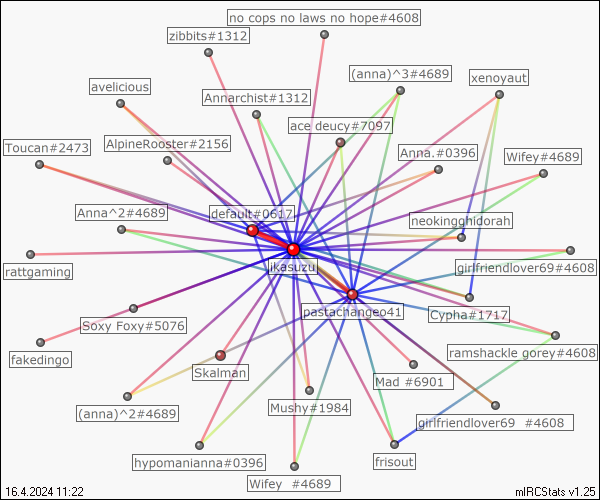 no cops no laws no hope#4608
zibbits#1312
(anna)^3#4689
xenoyaut
avelicious
Annarchist#1312
ace deucy#7097
Toucan#2473
AlpineRooster#2156
Anna.#0396
Wifey#4689
Anna^2#4689
default#0617
neokingghidorah
ikasuzu
rattgaming
girlfriendlover69#4608
pastachangeo41
Cypha#1717
Soxy Foxy#5076
fakedingo
ramshackle gorey#4608
Skalman
Mad #6901
(anna)^2#4689
Mushy#1984
girlfriendlover69 #4608
hypomanianna#0396
frisout
Wifey #4689
16.4.2024 11:22
mIRCStats v1.25